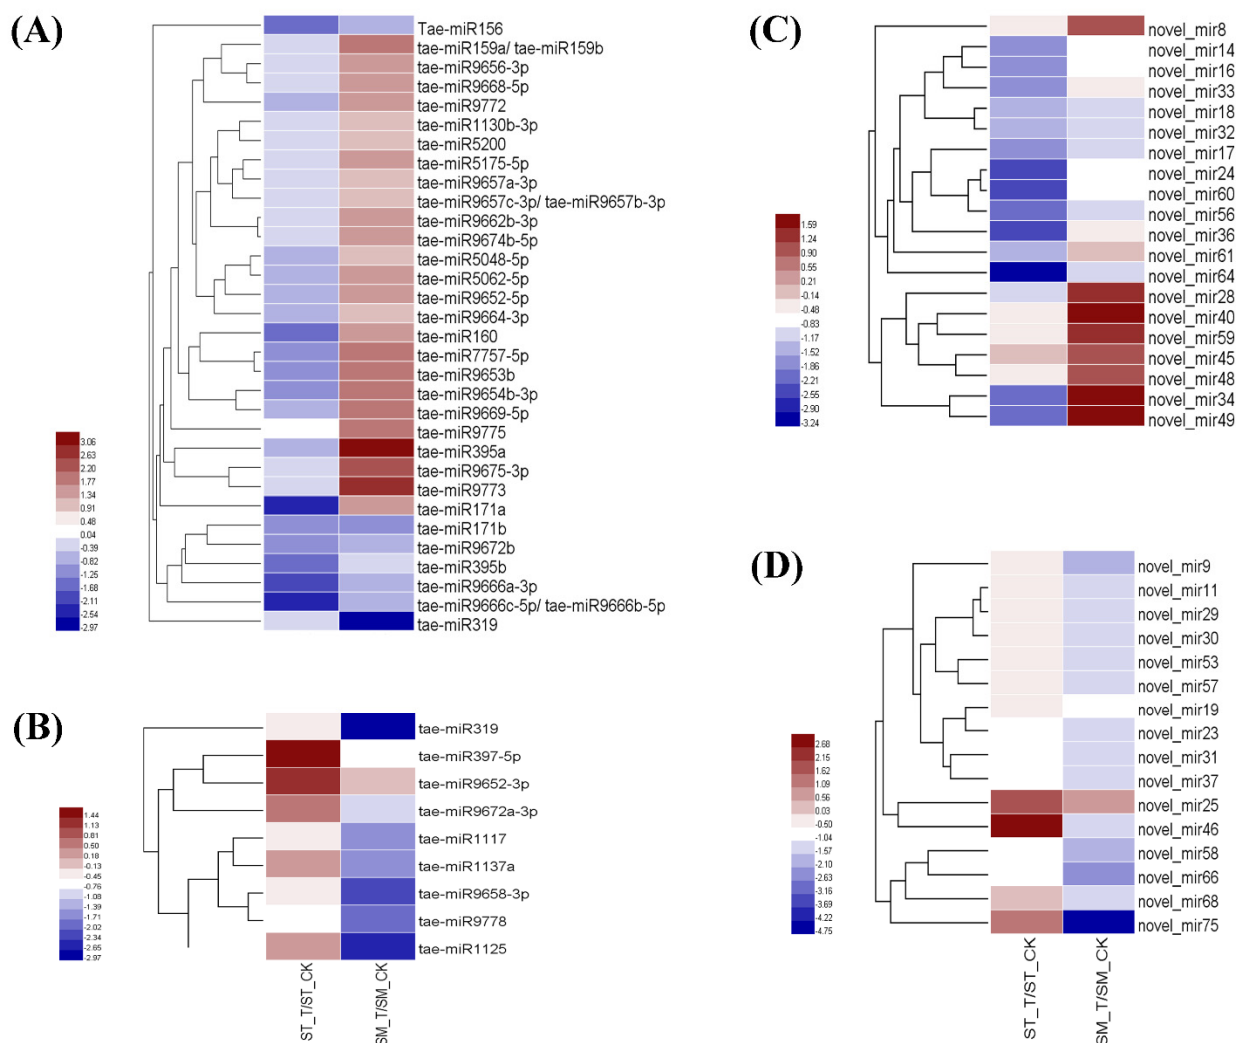 (A)
Tae-miR156
tae-miR159a/ tae-miR159b
tae-miR9656-3p
tae-miR9668-5p
tae-miR9772
tae-miR1130b-3p
tae-miR5200
tae-miR5175-5p
tae-miR9657a-3p
tae-miR9657c-3p/ tae-miR9657b-3p
tae-miR9662b-3p
tae-miR9674b-5p
tae-miR5048-5p
tae-miR5062-5p
tae-miR9652-5p
tae-miR9664-3p
tae-miR160
tae-miR7757-5p
tae-miR9653b
tae-miR9654b-3p
tae-miR9669-5p
tae-miR9775
tae-miR395a
tae-miR9675-3p
tae-miR9773
tae-miR171a
tae-miR171b
tae-miR9672b
tae-miR395b
tae-miR9666a-3p
tae-miR9666c-5p/ tae-miR9666b-5p
tae-miR319
3.06
2.63
2.20
1.77
1.34
0.91
0.48
0.04
-0.39
-0.82
-1.25
-1.68
-2.11
-2.54
-2.97
(B)
tae-miR319
tae-miR397-5p
tae-miR9652-3p
tae-miR9672a-3p
tae-miR1117
tae-miR1137a
tae-miR9658-3p
tae-miR9778
tae-miR1125
1.44
1.13
0.81
0.50
0.18
-0.13
-0.45
-0.76
-1.08
-1.39
-1.71
-2.02
-2.34
-2.65
-2.97
ST_T/ST_CK
SM_T/SM_CK
(C)
novel_mir8
novel_mir14
novel_mir16
novel_mir33
novel_mir18
novel_mir32
novel_mir17
novel_mir24
novel_mir60
novel_mir56
novel_mir36
novel_mir61
novel_mir64
novel_mir28
novel_mir40
novel_mir59
novel_mir45
novel_mir48
novel_mir34
novel_mir49
1.59
1.24
0.90
0.55
0.21
-0.14
-0.48
-0.83
-1.17
-1.52
-1.86
-2.21
-2.55
-2.90
-3.24
(D)
novel_mir9
novel_mir11
novel_mir29
novel_mir30
novel_mir53
novel_mir57
novel_mir19
novel_mir23
novel_mir31
novel_mir37
novel_mir25
novel_mir46
novel_mir58
novel_mir66
novel_mir68
novel_mir75
2.68
2.15
1.62
1.09
0.56
0.03
-0.50
-1.04
-1.57
-2.10
-2.63
-3.16
-3.69
-4.22
-4.75
ST_T/ST_CK
SM_T/SM_CK